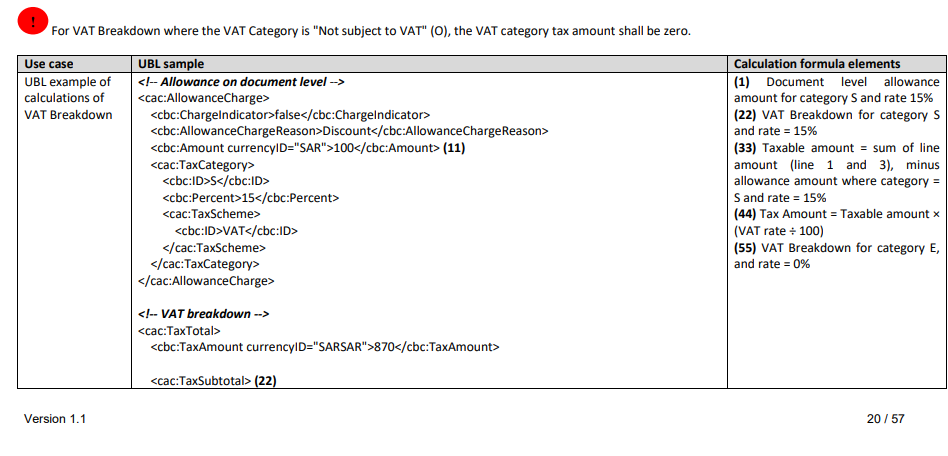 !
For VAT Breakdown where the VAT Category is "Not subject to VAT" (O), the VAT category tax amount shall be zero.
Use case
UBL sample
Calculation formula elements
UBL example of
calculations of
VAT Breakdown
<!-- Allowance on document level -->
<cac:AllowanceCharge>
<cbc:ChargeIndicator>false</cbc:ChargeIndicator>
<cbc:AllowanceChargeReason>Discount</cbc:AllowanceChargeReason>
<cbc:Amount currencyID="SAR">100</cbc:Amount> (11)
<cac:TaxCategory>
<cbc:ID>S</cbc:ID>
<cbc:Percent>15</cbc:Percent>
<cac:TaxScheme>
<cbc:ID>VAT</cbc:ID>
</cac:TaxScheme>
</cac:TaxCategory>
</cac:AllowanceCharge>
<!-- VAT breakdown -->
<cac:TaxTotal>
<cbc:TaxAmount currencyID="SARSAR">870</cbc:TaxAmount>
<cac:TaxSubtotal> (22)
(1) Document level allowance
amount for category S and rate 15%
(22) VAT Breakdown for category S
and rate = 15%
(33) Taxable amount = sum of line
amount (line 1 and 3), minus
allowance amount where category =
S and rate = 15%
(44) Tax Amount = Taxable amount ×
(VAT rate ÷ 100)
(55) VAT Breakdown for category E,
and rate = 0%
Version 1.1
20 / 57